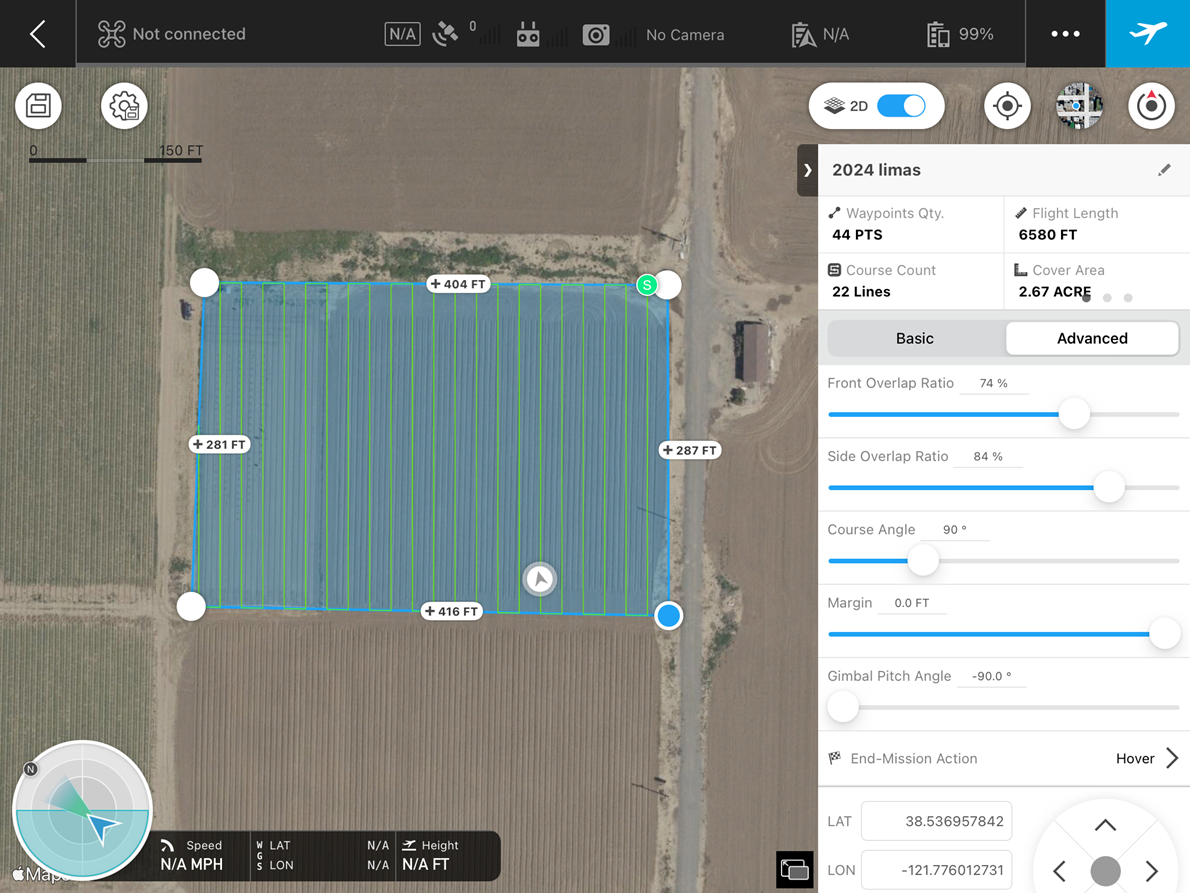 Not connected
N/A
0
No Camera
N/A
99%
2D
0 150 FT
2024 limas
Waypoints Qty.
44 PTS
Flight Length
6580 FT
Course Count
22 Lines
Cover Area
2.67 ACRE
Basic
Advanced
Front Overlap Ratio 74 %
Side Overlap Ratio 84 %
Course Angle 90 °
Margin 0.0 FT
Gimbal Pitch Angle -90.0 °
End-Mission Action Hover
LAT 38.536957842
LON -121.776012731
S
+ 404 FT
+ 281 FT
+ 287 FT
+ 416 FT
N
Speed
N/A MPH
WGS
LAT N/A
LON N/A
Height
N/A FT
Maps